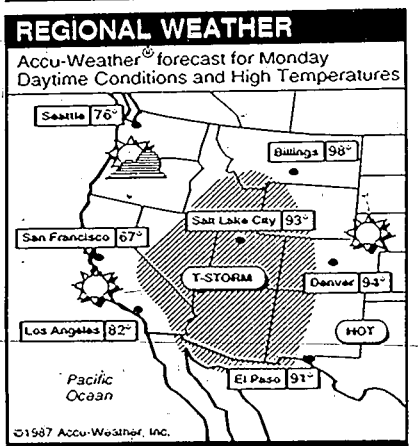 REGIONAL WEATHER
Accu-Weather® forecast for Monday
Daytime Conditions and High Temperatures
Seattle 76°
Billings 98°
Salt Lake City 93°
San Francisco 67°
T-STORM
Denver 94°
Los Angeles 82°
HOT
El Paso 91°
Pacific
Ocean
©1987 Accu-Weather, Inc.